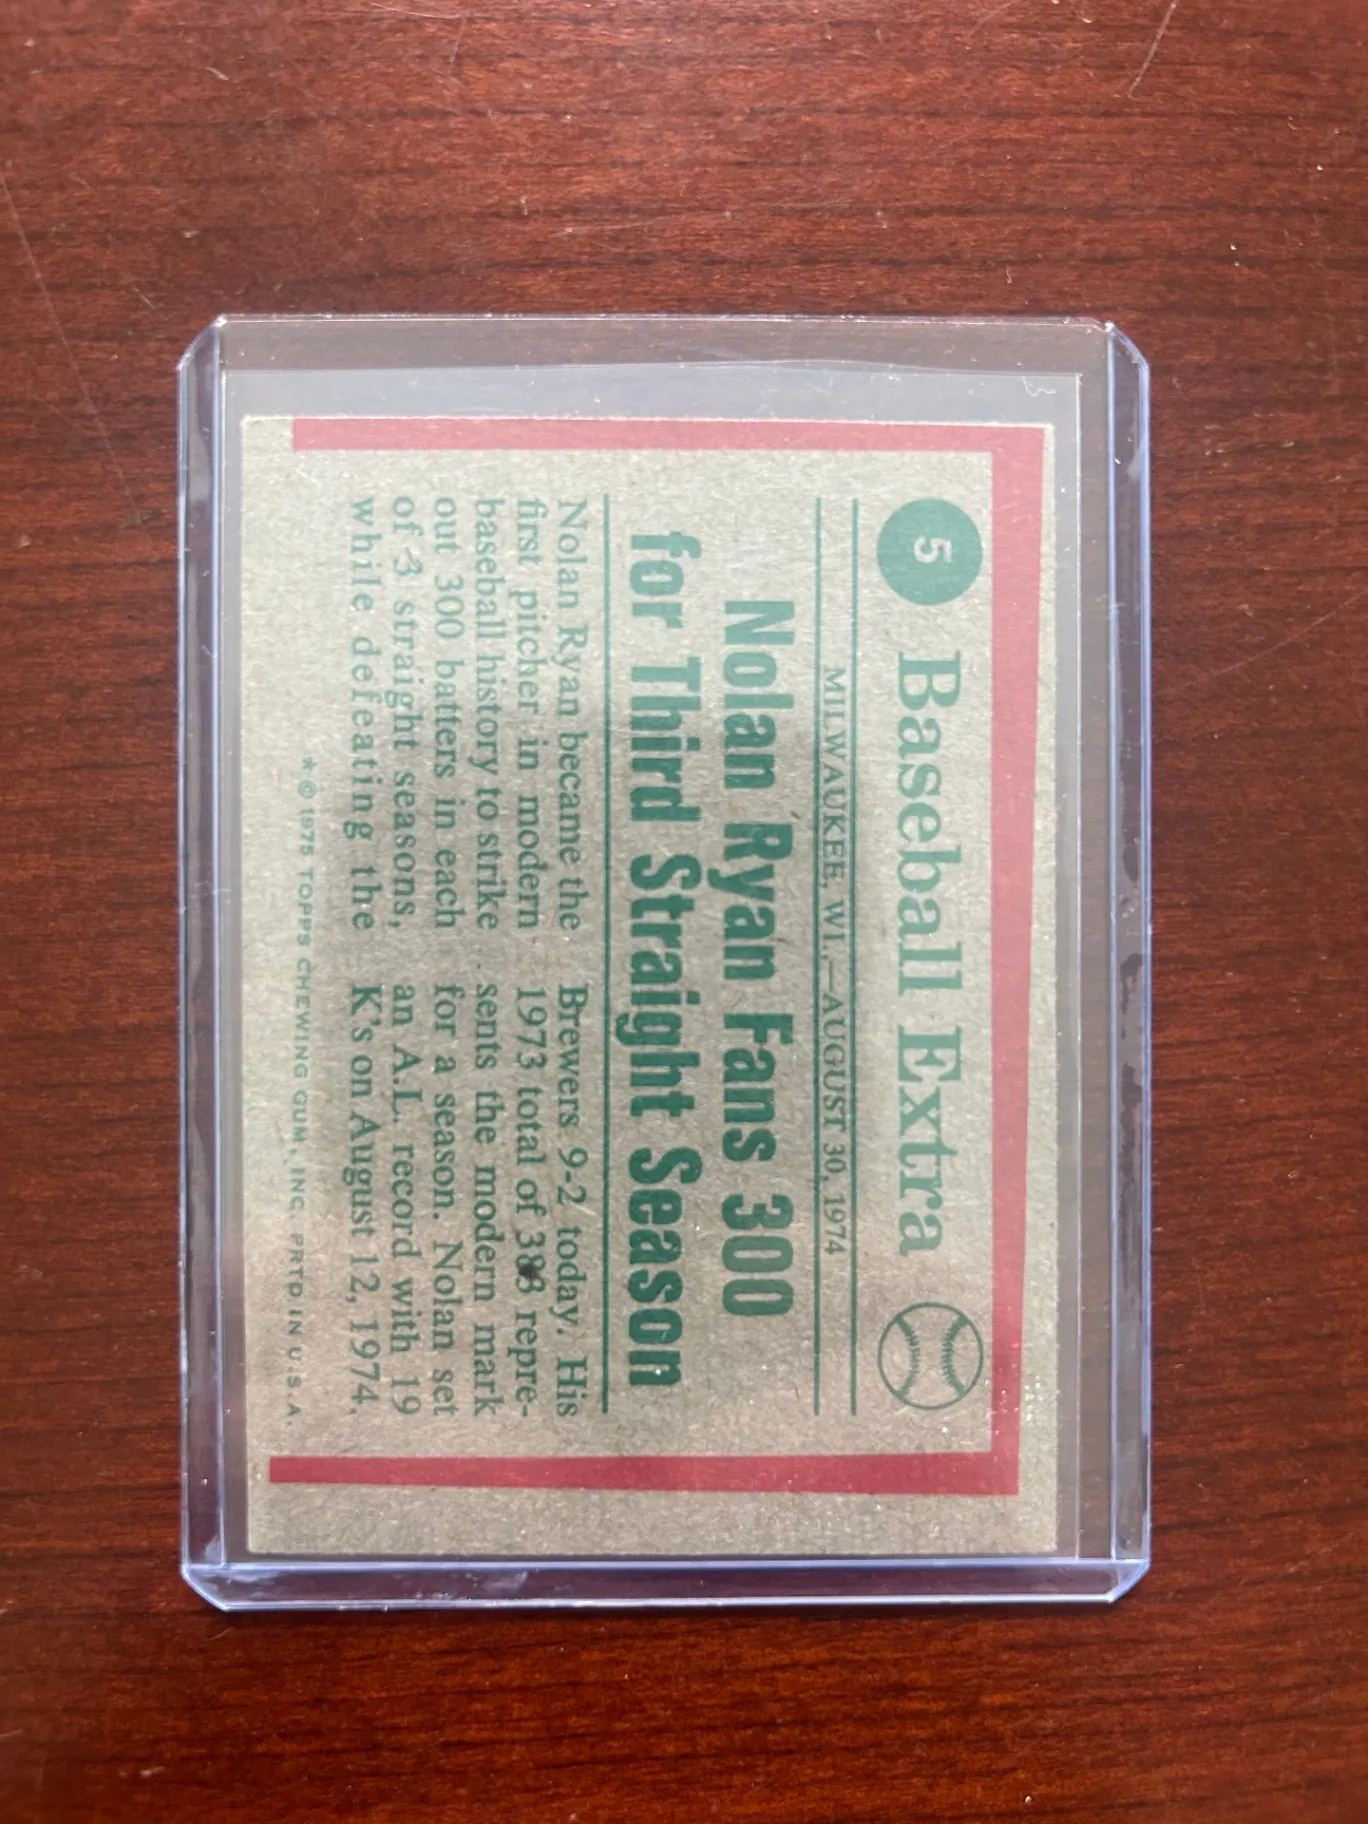 5 Baseball Extra
MILWAUKEE, WI.,—AUGUST 30, 1974
Nolan Ryan Fans 300
for Third Straight Season
Nolan Ryan became the
first pitcher in modern
baseball history to strike
out 300 batters in each
of 3 straight seasons,
while defeating the
Brewers 9-2 today. His
1973 total of 383 repre-
sents the modern mark
for a season. Nolan set
an A.L. record with 19
K's on August 12, 1974.
*©1975 TOPPS CHEWING GUM, INC. PRTD. IN U.S.A.